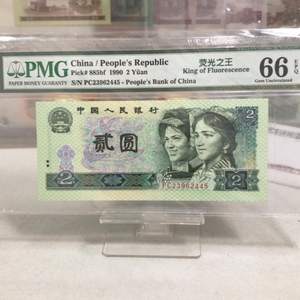 PMG
PAPER MONEY GUARANTY
China / People's Republic
Pick# 885bf 1990 2 Yüan
S/N PC23962445 - People's Bank of China
荧光之王
King of Fluorescence
66 EPQ
Gem Uncirculated
中国人民银行
贰圆
2
2
2
PC23962445